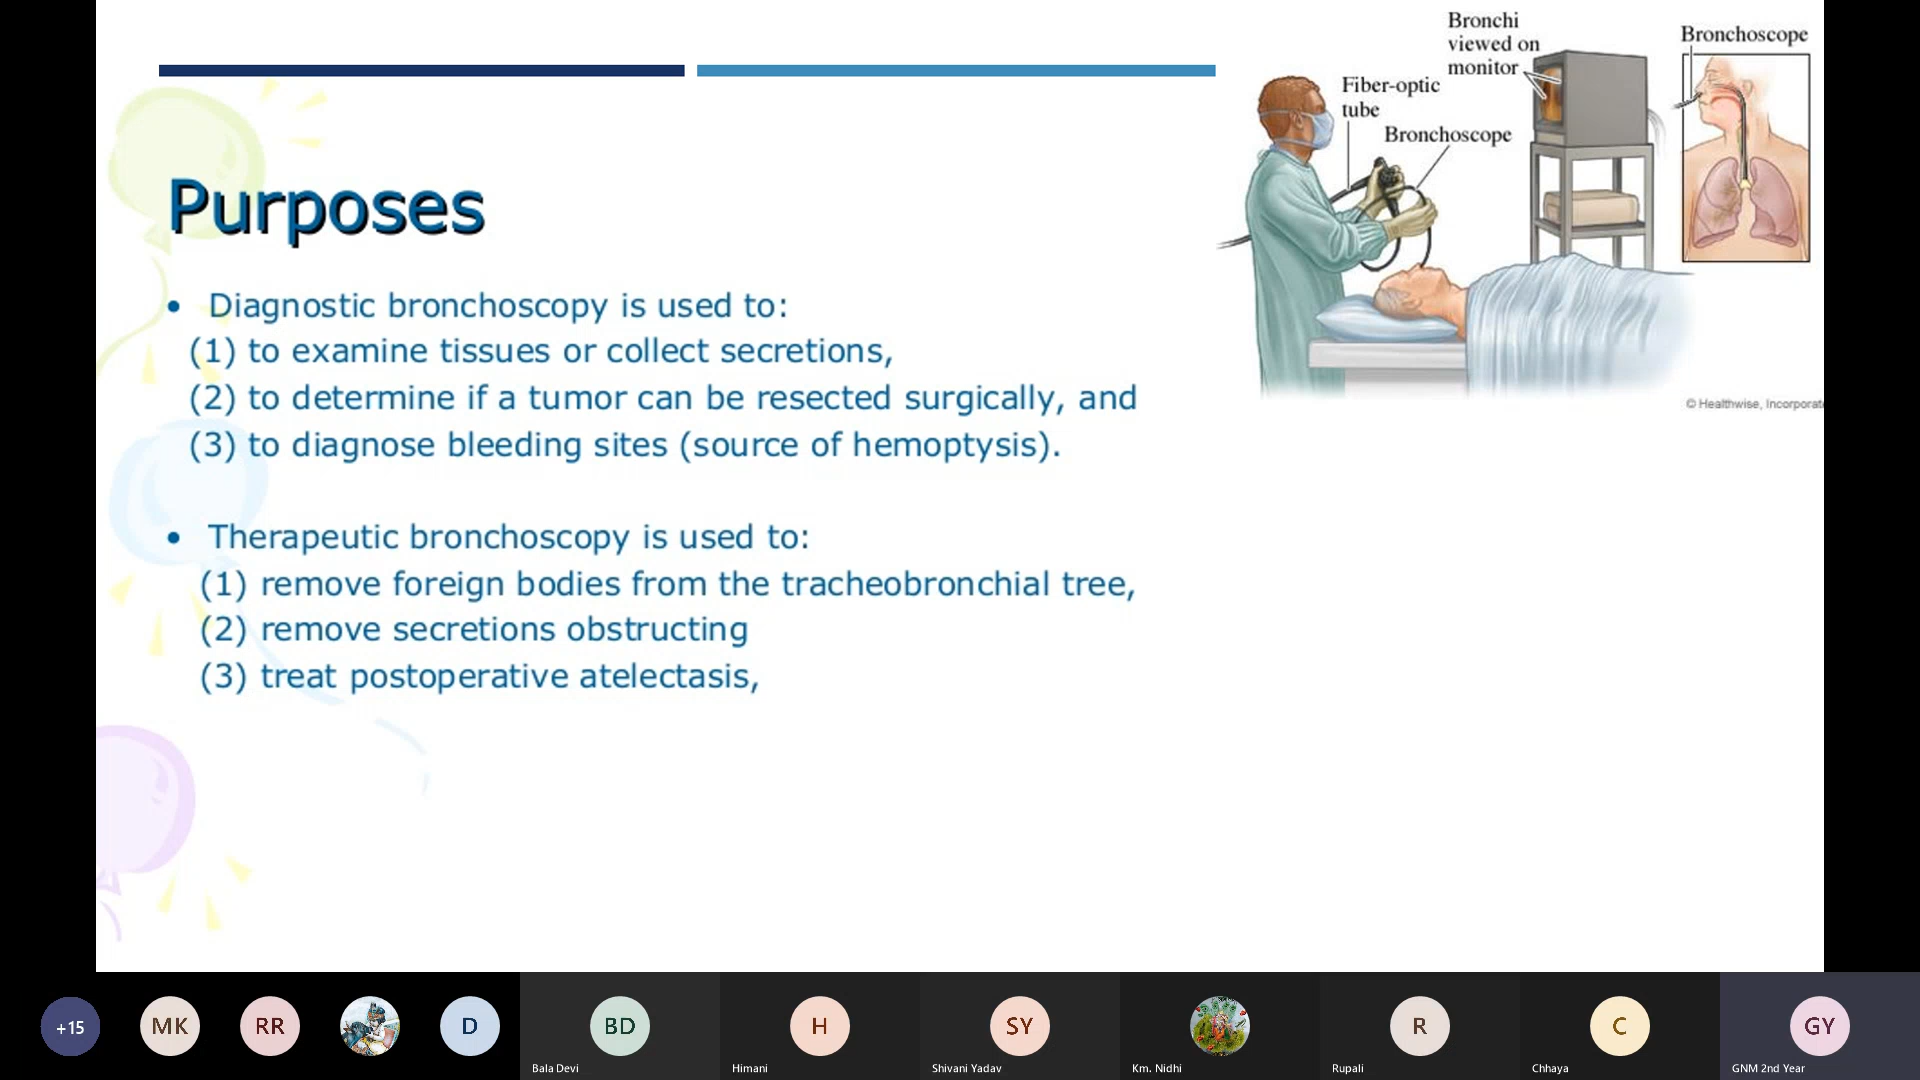 Bronchi
viewed on
monitor
Bronchoscope
Fiber-optic
tube
Bronchoscope
© Healthwise, Incorporat
Purposes
• Diagnostic bronchoscopy is used to:
(1) to examine tissues or collect secretions,
(2) to determine if a tumor can be resected surgically, and
(3) to diagnose bleeding sites (source of hemoptysis).
• Therapeutic bronchoscopy is used to:
(1) remove foreign bodies from the tracheobronchial tree,
(2) remove secretions obstructing
(3) treat postoperative atelectasis,
+15
MK
RR
D
BD
Bala Devi
H
Himani
SY
Shivani Yadav
Km. Nidhi
R
Rupali
C
Chhaya
GY
GNM 2nd Year